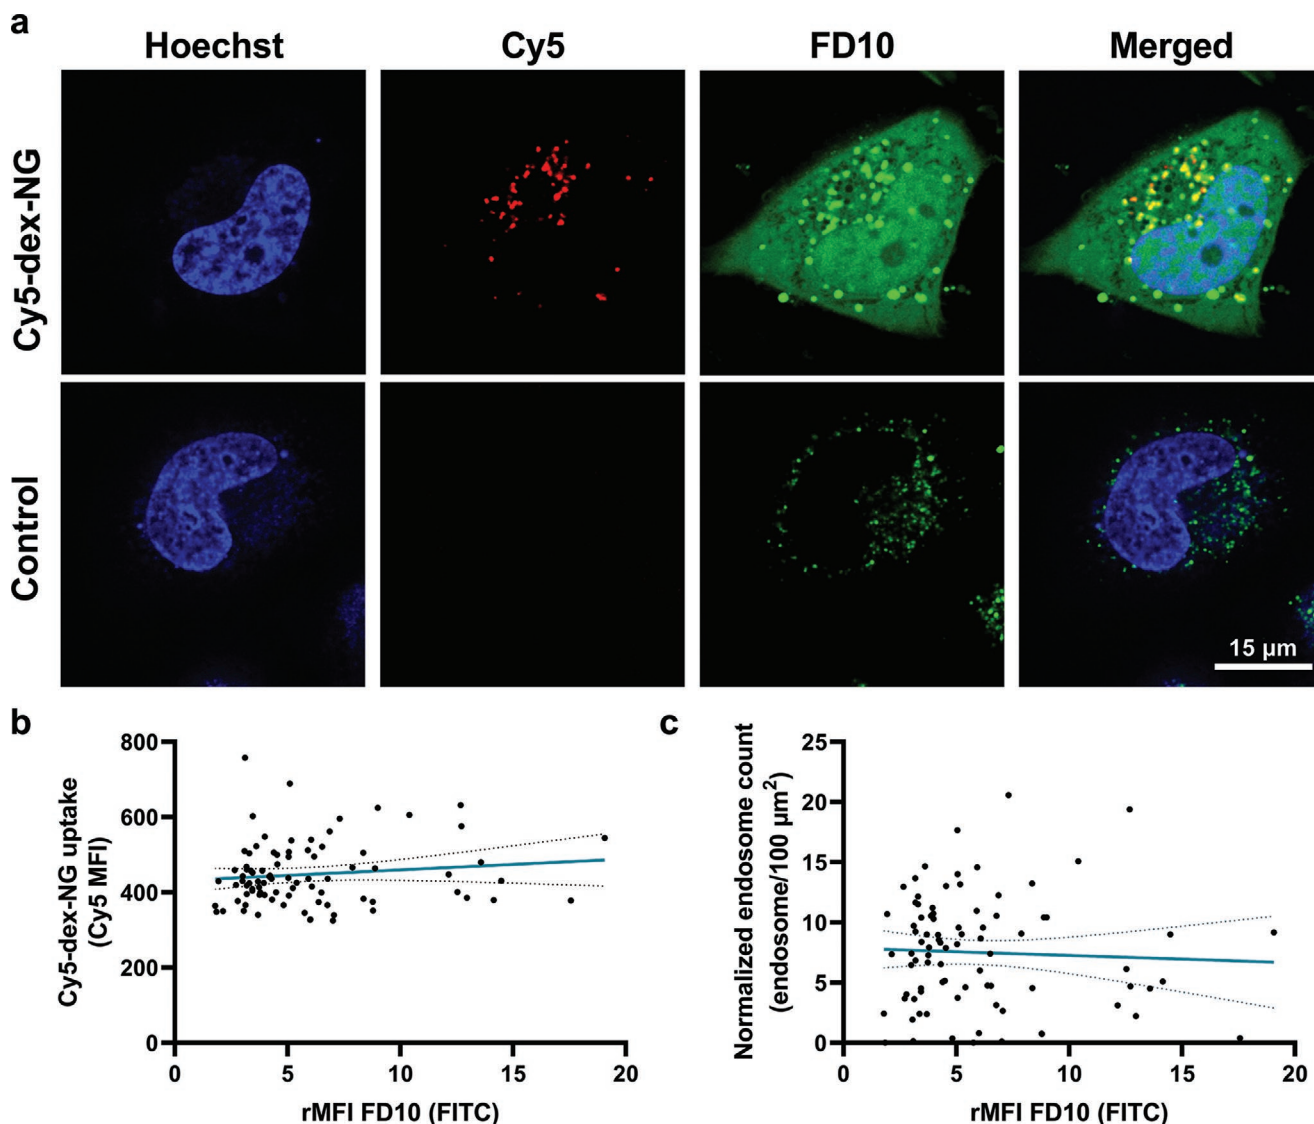 a
Hoechst
Cy5
FD10
Merged
Cy5-dex-NG
Control
15 µm
b
800
600
400
200
0
Cy5-dex-NG uptake
(Cy5 MFI)
0
5
10
15
20
rMFI FD10 (FITC)
c
25
20
15
10
5
0
Normalized endosome count
(endosome/100 µm²)
0
5
10
15
20
rMFI FD10 (FITC)